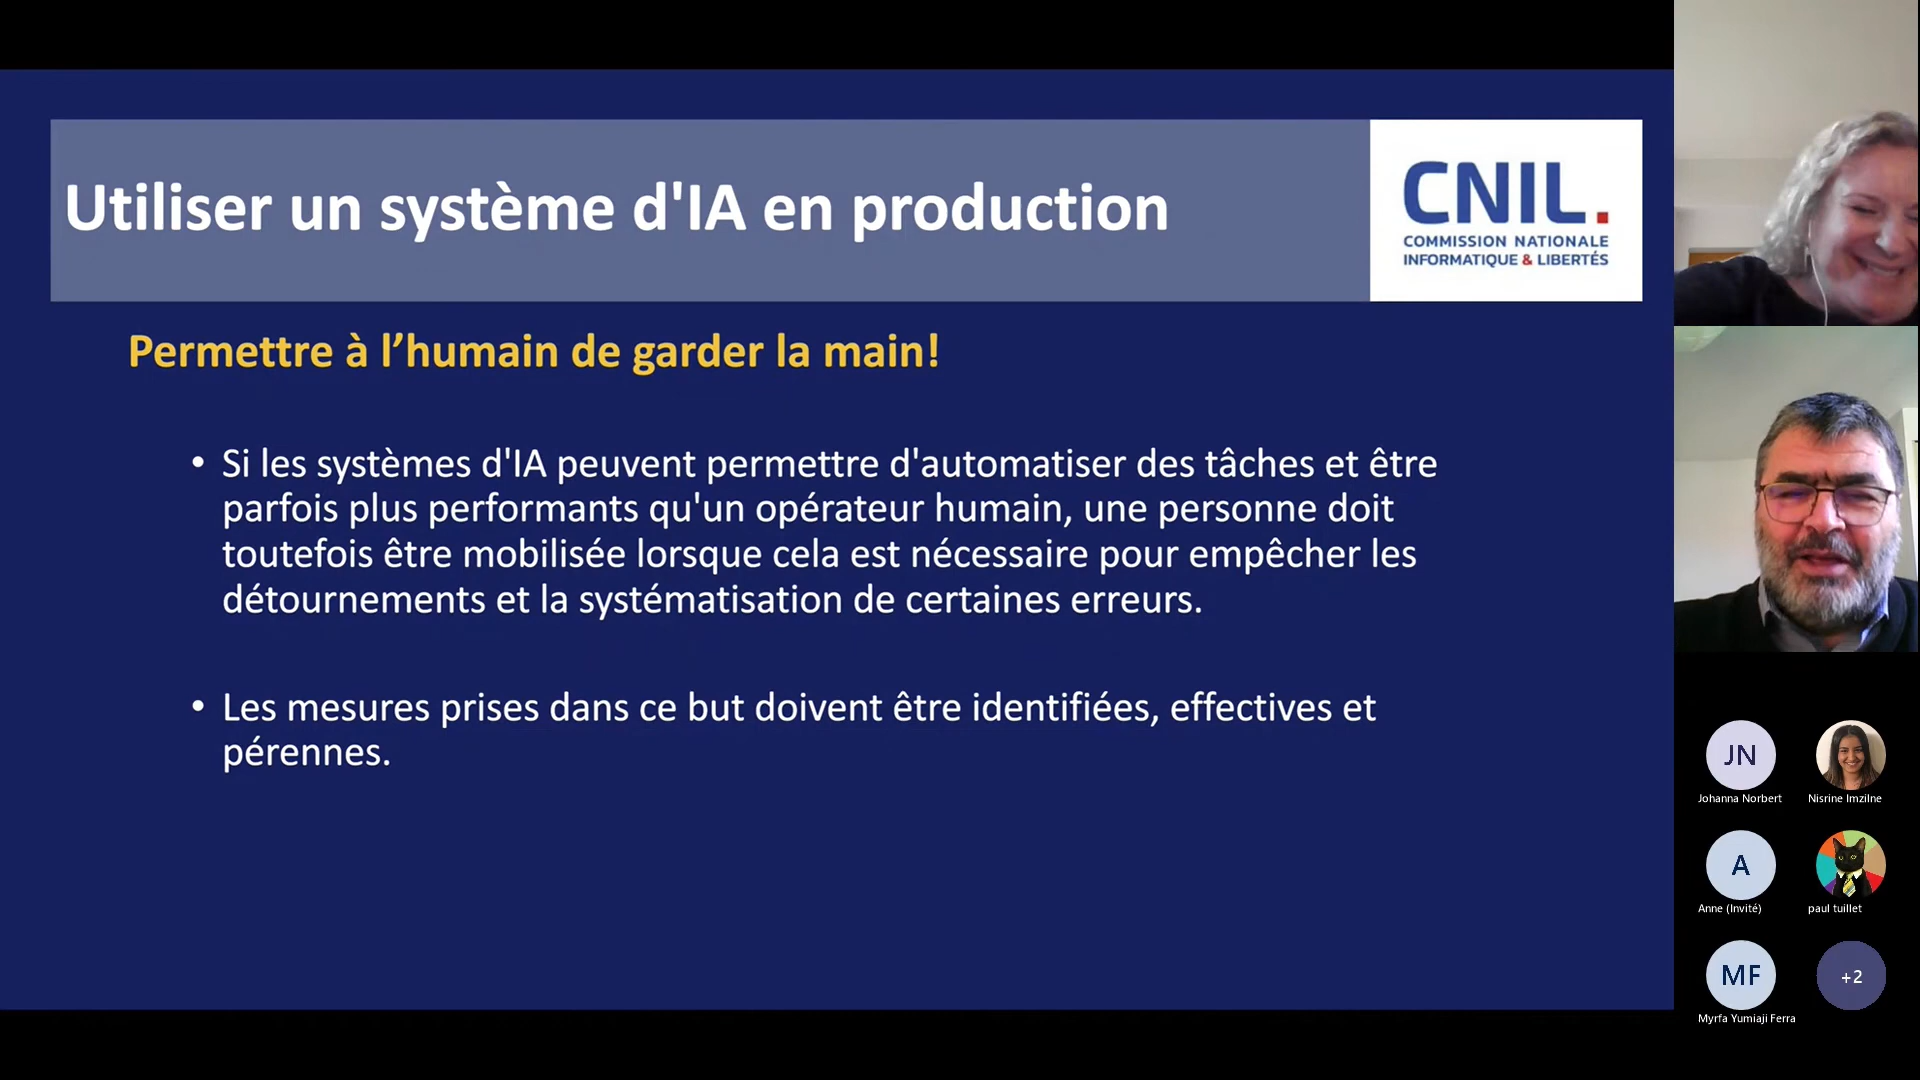 Utiliser un système d'IA en production
CNIL.
COMMISSION NATIONALE
INFORMATIQUE & LIBERTÉS
Permettre à l’humain de garder la main!
• Si les systèmes d'IA peuvent permettre d'automatiser des tâches et être
parfois plus performants qu'un opérateur humain, une personne doit
toutefois être mobilisée lorsque cela est nécessaire pour empêcher les
détournements et la systématisation de certaines erreurs.
• Les mesures prises dans ce but doivent être identifiées, effectives et
pérennes.
JN
Johanna Norbert
Nisrine Imzilne
A
Anne (Invité)
paul tuillet
MF
Myrfa Yumiaji Ferra
+2